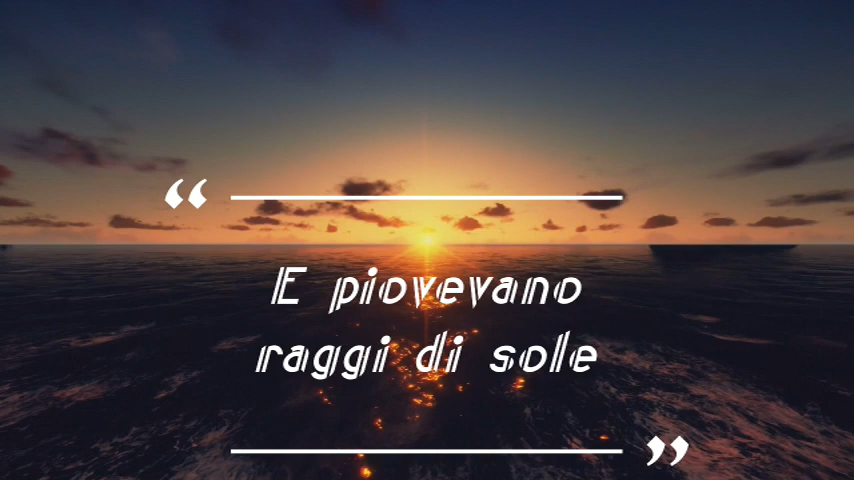 “
E piovevano
raggi di sole
”